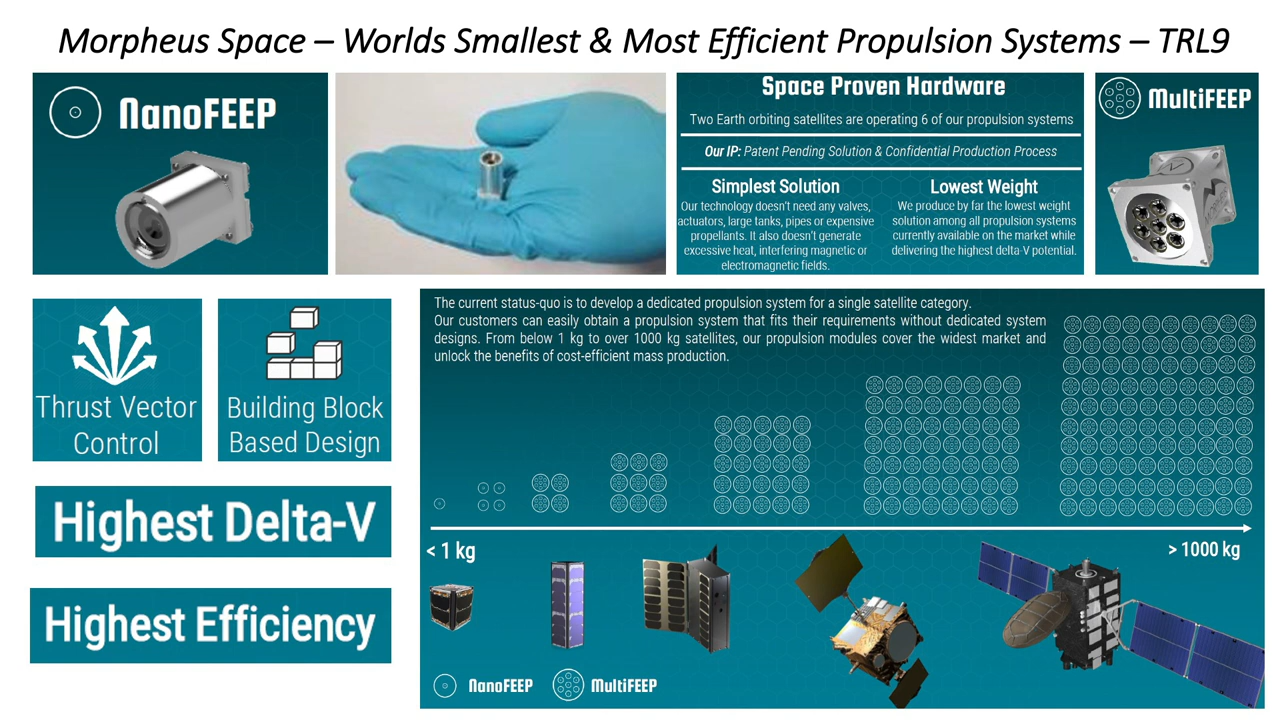 Morpheus Space – Worlds Smallest & Most Efficient Propulsion Systems – TRL9
NanoFEEP
Space Proven Hardware
Two Earth orbiting satellites are operating 6 of our propulsion systems
Our IP: Patent Pending Solution & Confidential Production Process
Simplest Solution
Our technology doesn't need any valves,
actuators, large tanks, pipes or expensive
propellants. It also doesn't generate
excessive heat, interfering magnetic or
electromagnetic fields.
Lowest Weight
We produce by far the lowest weight
solution among all propulsion systems
currently available on the market while
delivering the highest delta-V potential.
MultiFEEP
Thrust Vector
Control
Building Block
Based Design
Highest Delta-V
Highest Efficiency
The current status-quo is to develop a dedicated propulsion system for a single satellite category.
Our customers can easily obtain a propulsion system that fits their requirements without dedicated system
designs. From below 1 kg to over 1000 kg satellites, our propulsion modules cover the widest market and
unlock the benefits of cost-efficient mass production.
< 1 kg
> 1000 kg
NanoFEEP
MultiFEEP